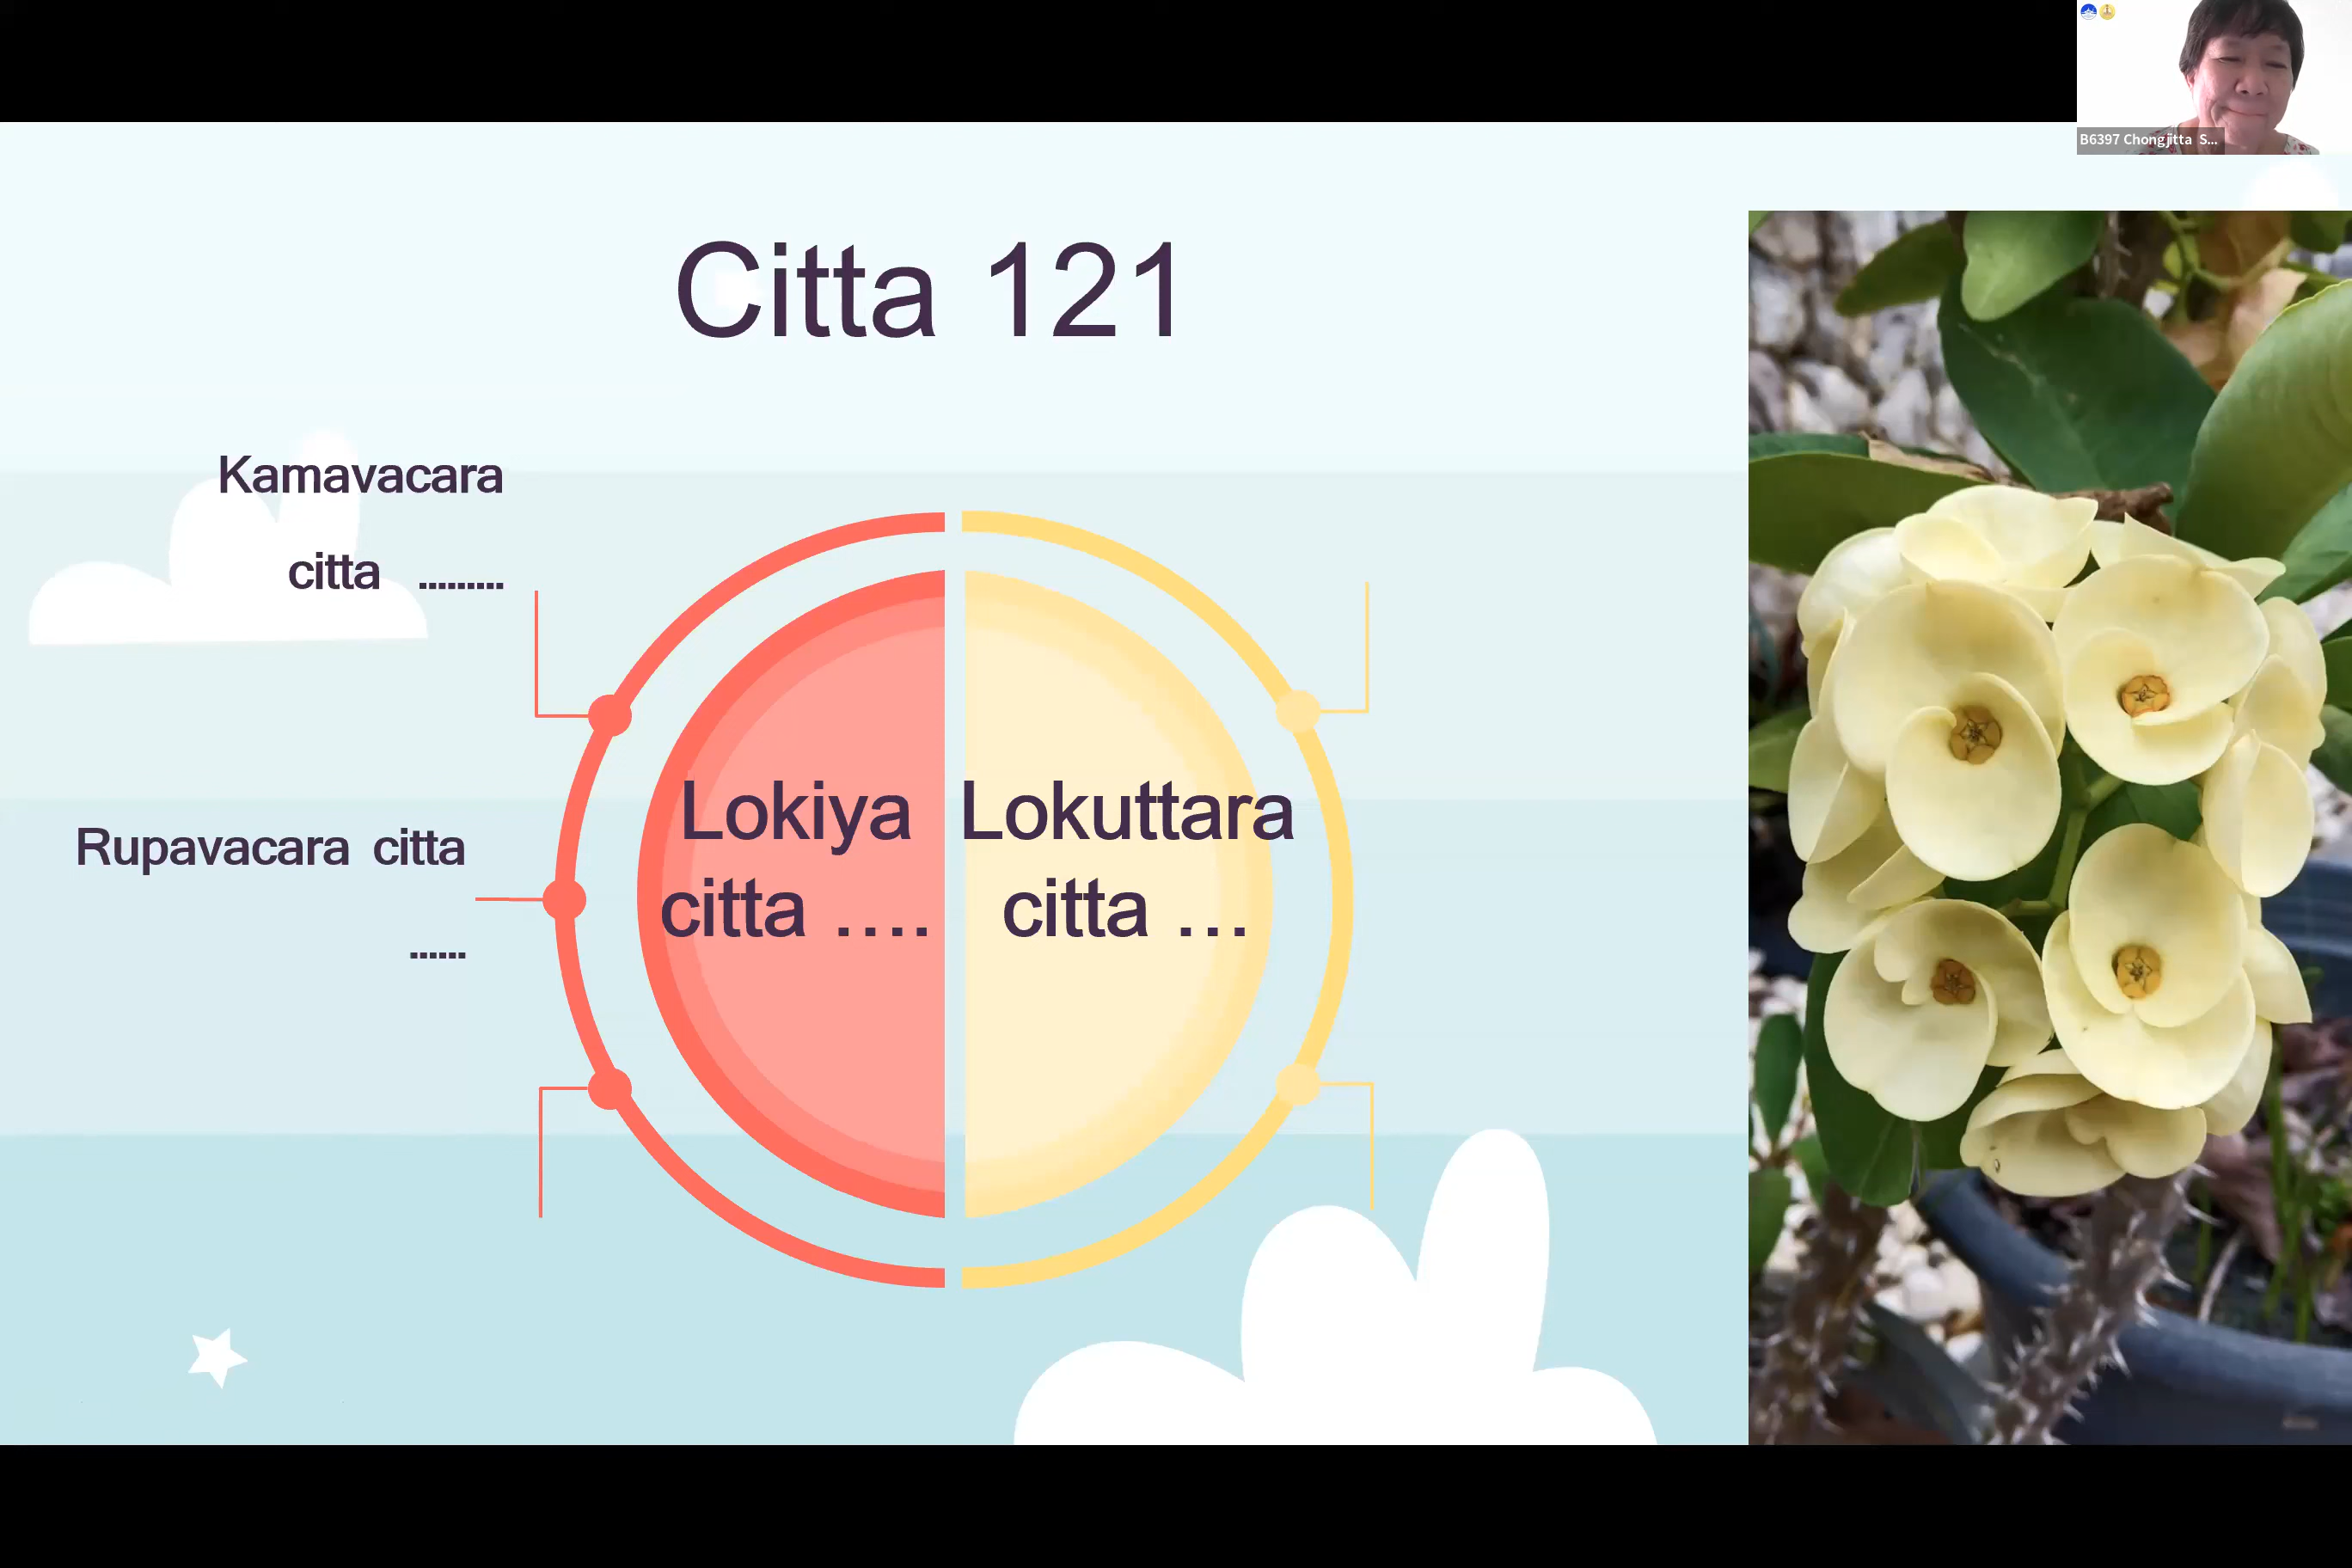 B6397 Chongjitta S...
Citta 121
Kamavacara
citta .........
Rupavacara citta
......
Lokiya
citta ....
Lokuttara
citta ...